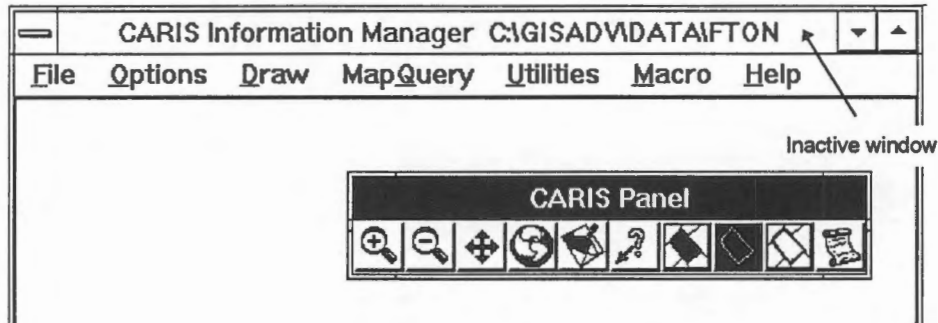 CARIS Information Manager C:\GISADV\DATA\FTON
File Options Draw MapQuery Utilities Macro Help
Inactive window
CARIS Panel